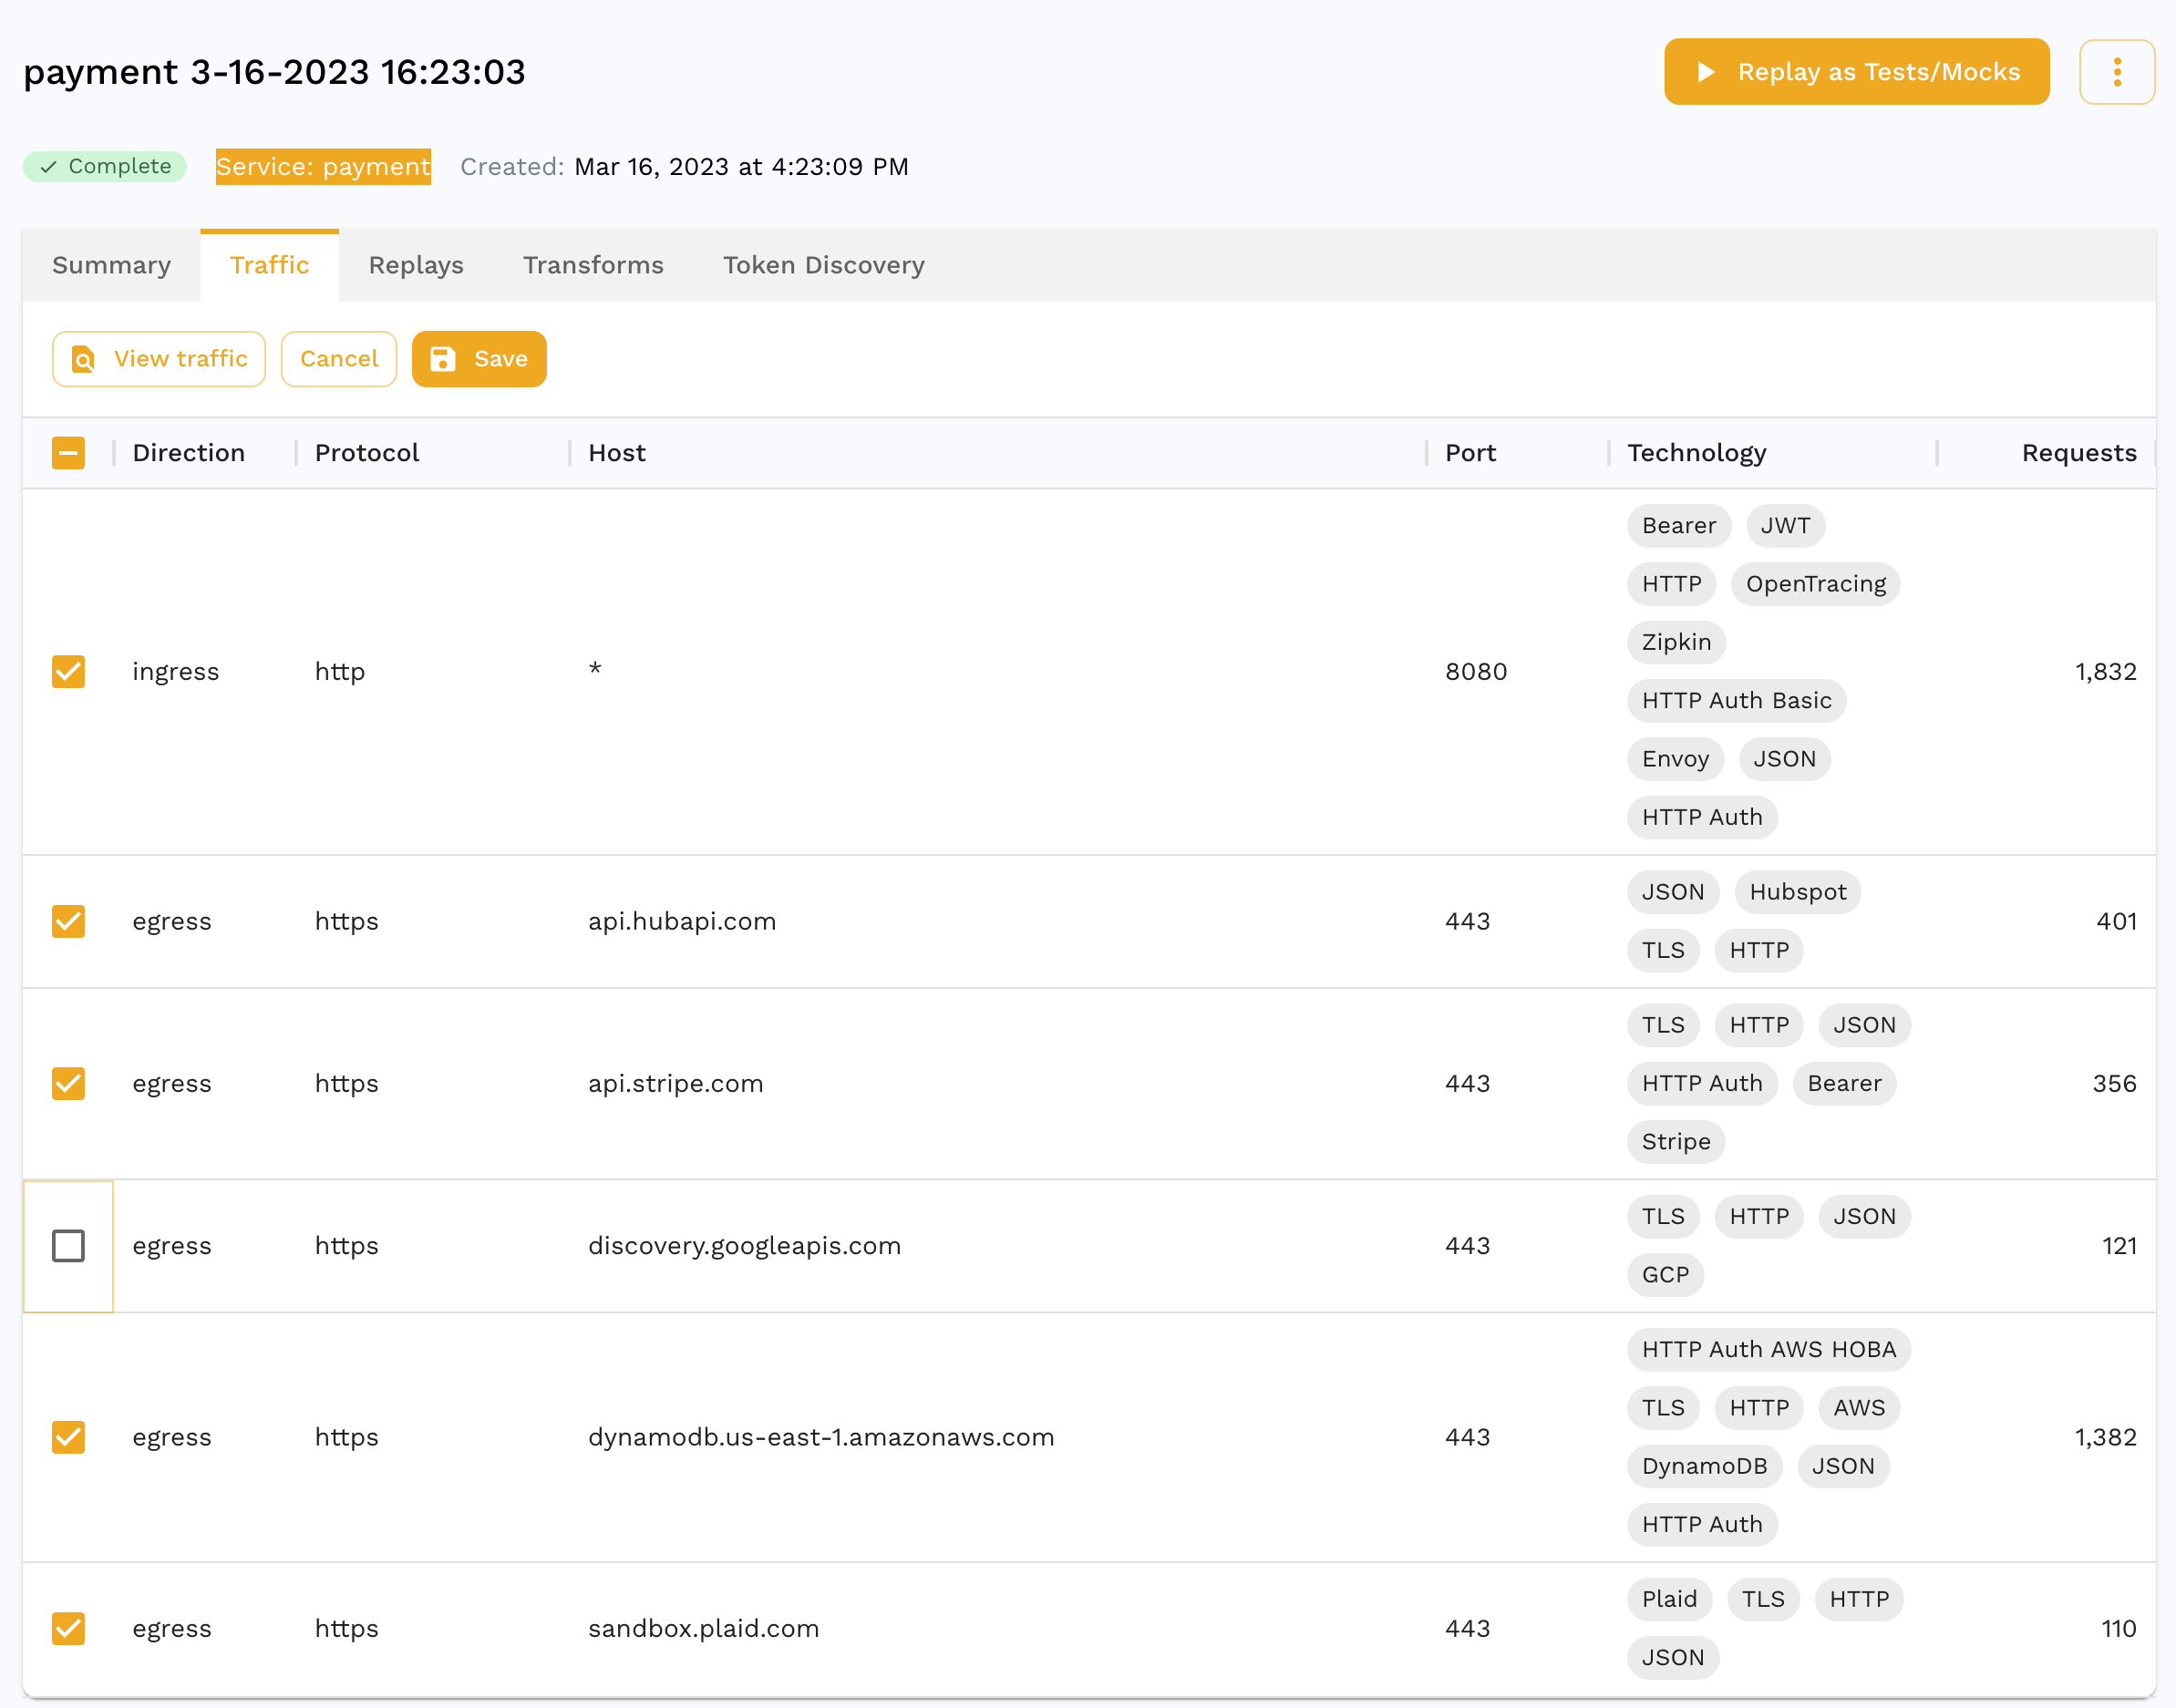 payment 3-16-2023 16:23:03
Replay as Tests/Mocks
Complete Service: payment Created: Mar 16, 2023 at 4:23:09 PM
Summary Traffic Replays Transforms Token Discovery
View traffic Cancel Save
Direction Protocol Host Port Technology Requests
Bearer JWT
HTTP OpenTracing
Zipkin
ingress http * 8080 1,832
HTTP Auth Basic
Envoy JSON
HTTP Auth
JSON Hubspot
egress https api.hubapi.com 443 401
TLS HTTP
TLS HTTP JSON
egress https api.stripe.com 443 HTTP Auth Bearer 356
Stripe
TLS HTTP JSON
egress https discovery.googleapis.com 443 121
GCP
HTTP Auth AWS HOBA
TLS HTTP AWS
egress https dynamodb.us-east-1.amazonaws.com 443 1,382
DynamoDB JSON
HTTP Auth
Plaid TLS HTTP
egress https sandbox.plaid.com 443 110
JSON